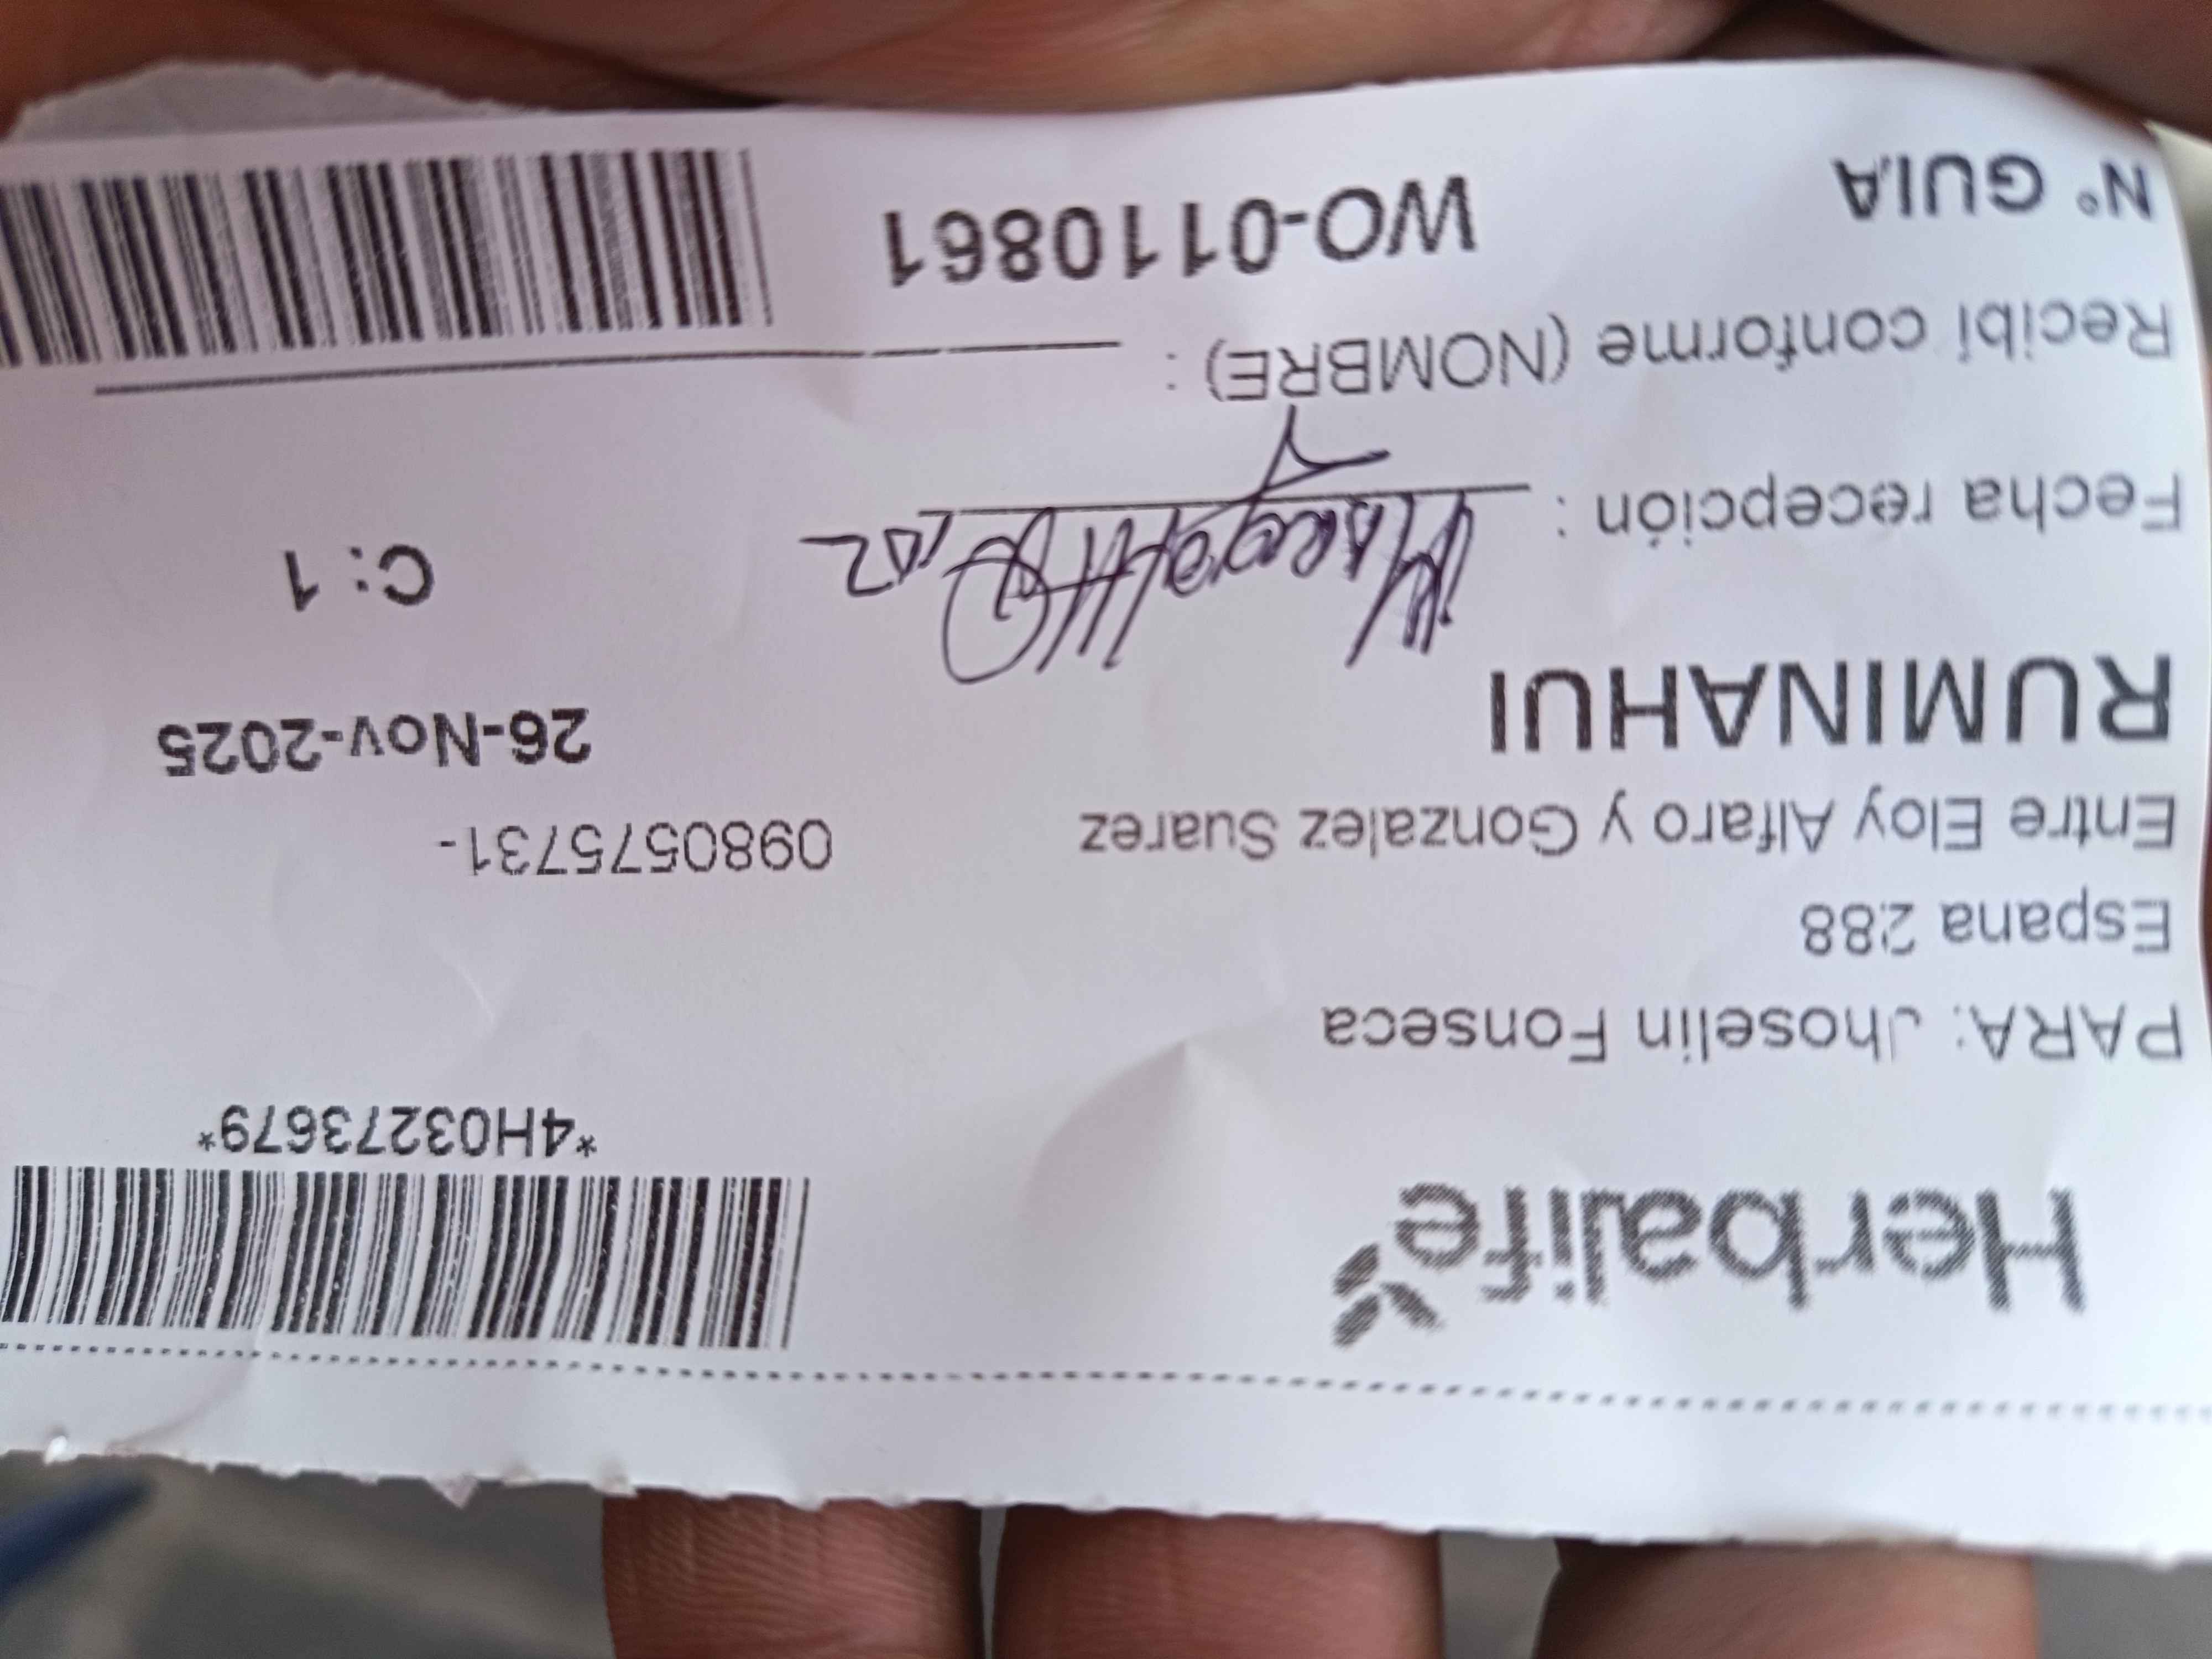 Herbalife
*4H03273679*
PARA: Jhoselin Fonseca
Espana 288
Entre Eloy Alfaro y Gonzalez Suarez 0980575731-
RUMINAHUI 26-Nov-2025
Fecha recepción : C: 1
Recibí conforme (NOMBRE) :
N° GUIA WO-0110861